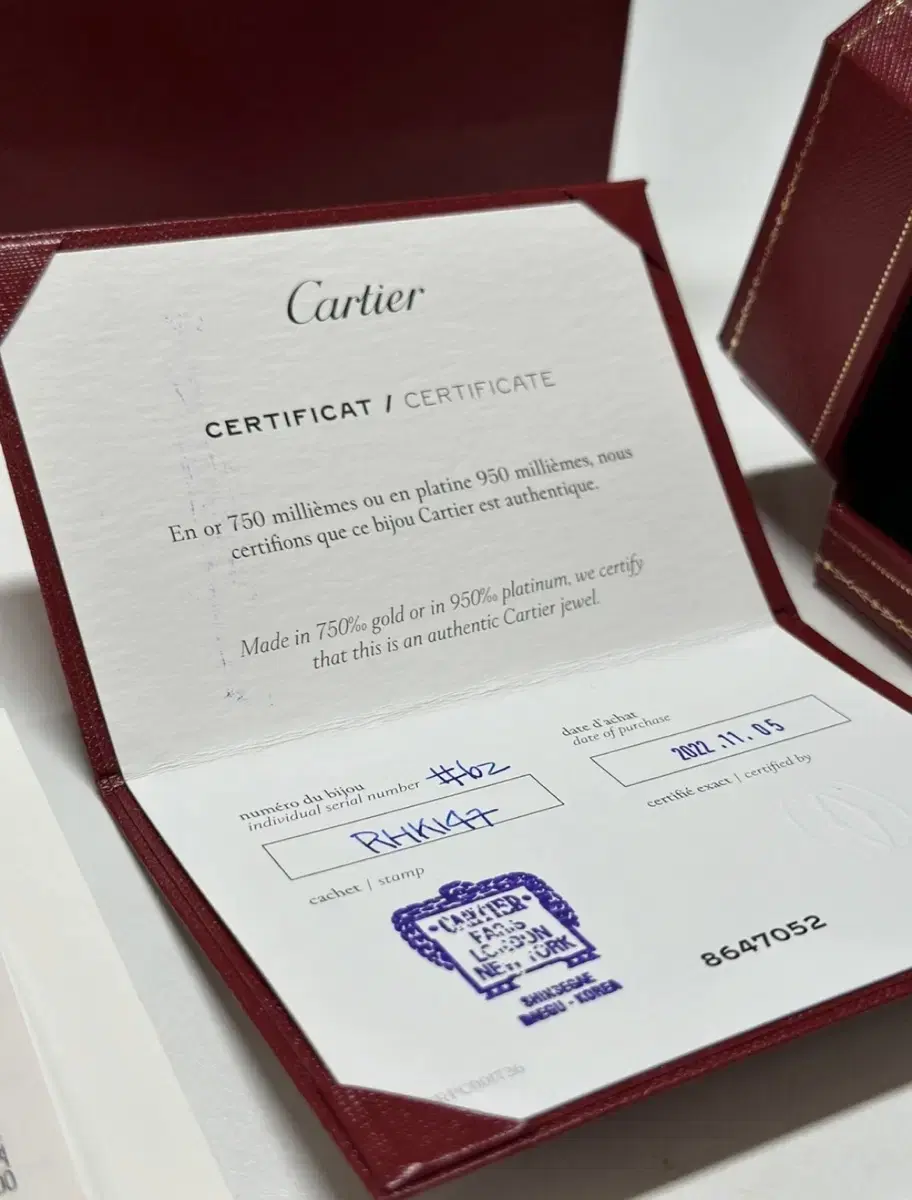 Cartier
CERTIFICAT / CERTIFICATE
En or 750 millièmes ou en platine 950 millièmes, nous
certifions que ce bijou Cartier est authentique.
Made in 750‰ gold or in 950‰ platinum, we certify
that this is an authentic Cartier jewel.
numéro du bijou
individual serial number #62
RHK147
date d'achat
date of purchase
2022.11.05
certifié exact | certified by
cachet | stamp
CARTIER
PARIS
LONDON
NEW YORK
SHINSEGAE
DAEGU - KOREA
8647052